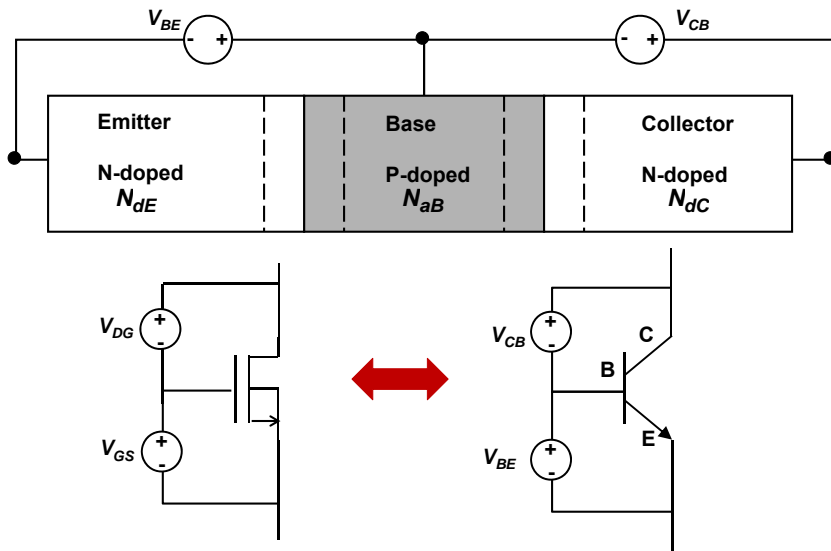 V_BE
- +
V_CB
- +
Emitter
Base
Collector
N-doped
P-doped
N-doped
N_dE
N_aB
N_dC
V_DG
+
-
V_GS
+
-
V_CB
+
-
C
B
E
V_BE
+
-